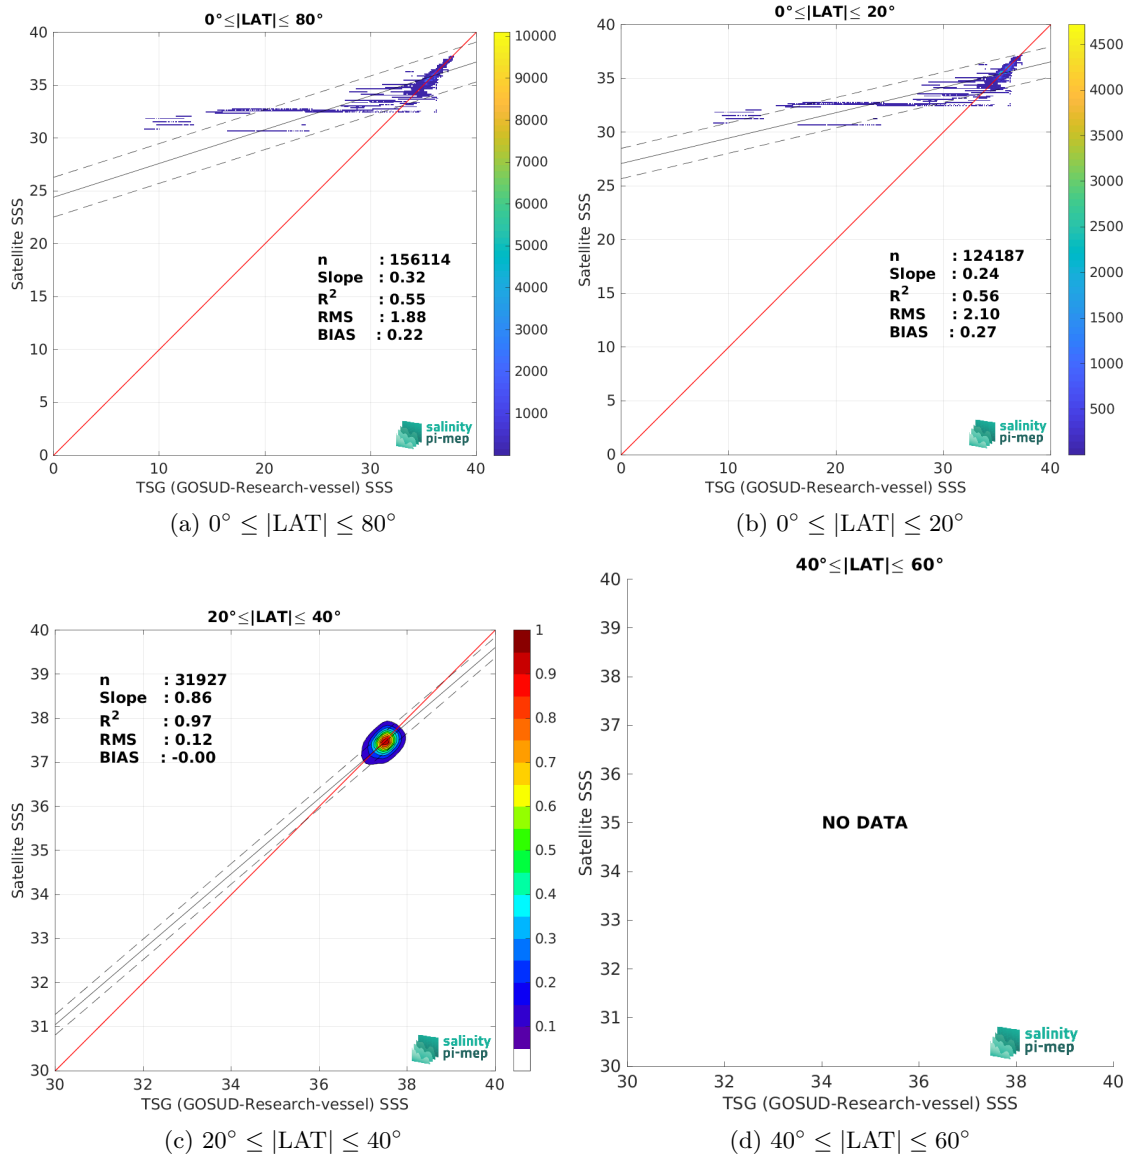 0°≤|LAT|≤ 80°
40
35
30
25
20
15
10
5
0
Satellite SSS
n : 156114
Slope : 0.32
R² : 0.55
RMS : 1.88
BIAS : 0.22
salinity
pi-mep
0 10 20 30 40
TSG (GOSUD-Research-vessel) SSS
10000
9000
8000
7000
6000
5000
4000
3000
2000
1000
(a) 0° ≤ |LAT| ≤ 80°
0°≤|LAT|≤ 20°
40
35
30
25
20
15
10
5
0
Satellite SSS
n : 124187
Slope : 0.24
R² : 0.56
RMS : 2.10
BIAS : 0.27
salinity
pi-mep
0 10 20 30 40
TSG (GOSUD-Research-vessel) SSS
4500
4000
3500
3000
2500
2000
1500
1000
500
(b) 0° ≤ |LAT| ≤ 20°
20°≤|LAT|≤ 40°
40
39
38
37
36
35
34
33
32
31
30
Satellite SSS
n : 31927
Slope : 0.86
R² : 0.97
RMS : 0.12
BIAS : -0.00
salinity
pi-mep
30 32 34 36 38 40
TSG (GOSUD-Research-vessel) SSS
1
0.9
0.8
0.7
0.6
0.5
0.4
0.3
0.2
0.1
(c) 20° ≤ |LAT| ≤ 40°
40°≤|LAT|≤ 60°
40
39
38
37
36
35
34
33
32
31
30
Satellite SSS
NO DATA
salinity
pi-mep
30 32 34 36 38 40
TSG (GOSUD-Research-vessel) SSS
(d) 40° ≤ |LAT| ≤ 60°